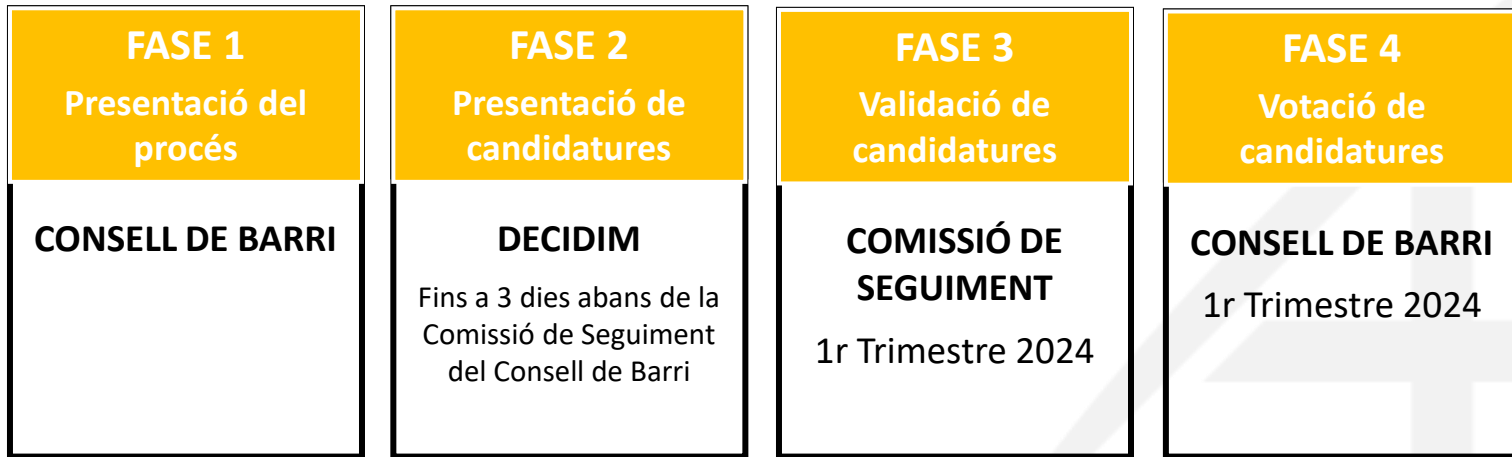 FASE 1
Presentació del
procés
CONSELL DE BARRI
FASE 2
Presentació de
candidatures
DECIDIM
Fins a 3 dies abans de la
Comissió de Seguiment
del Consell de Barri
FASE 3
Validació de
candidatures
COMISSIÓ DE
SEGUIMENT
1r Trimestre 2024
FASE 4
Votació de
candidatures
CONSELL DE BARRI
1r Trimestre 2024